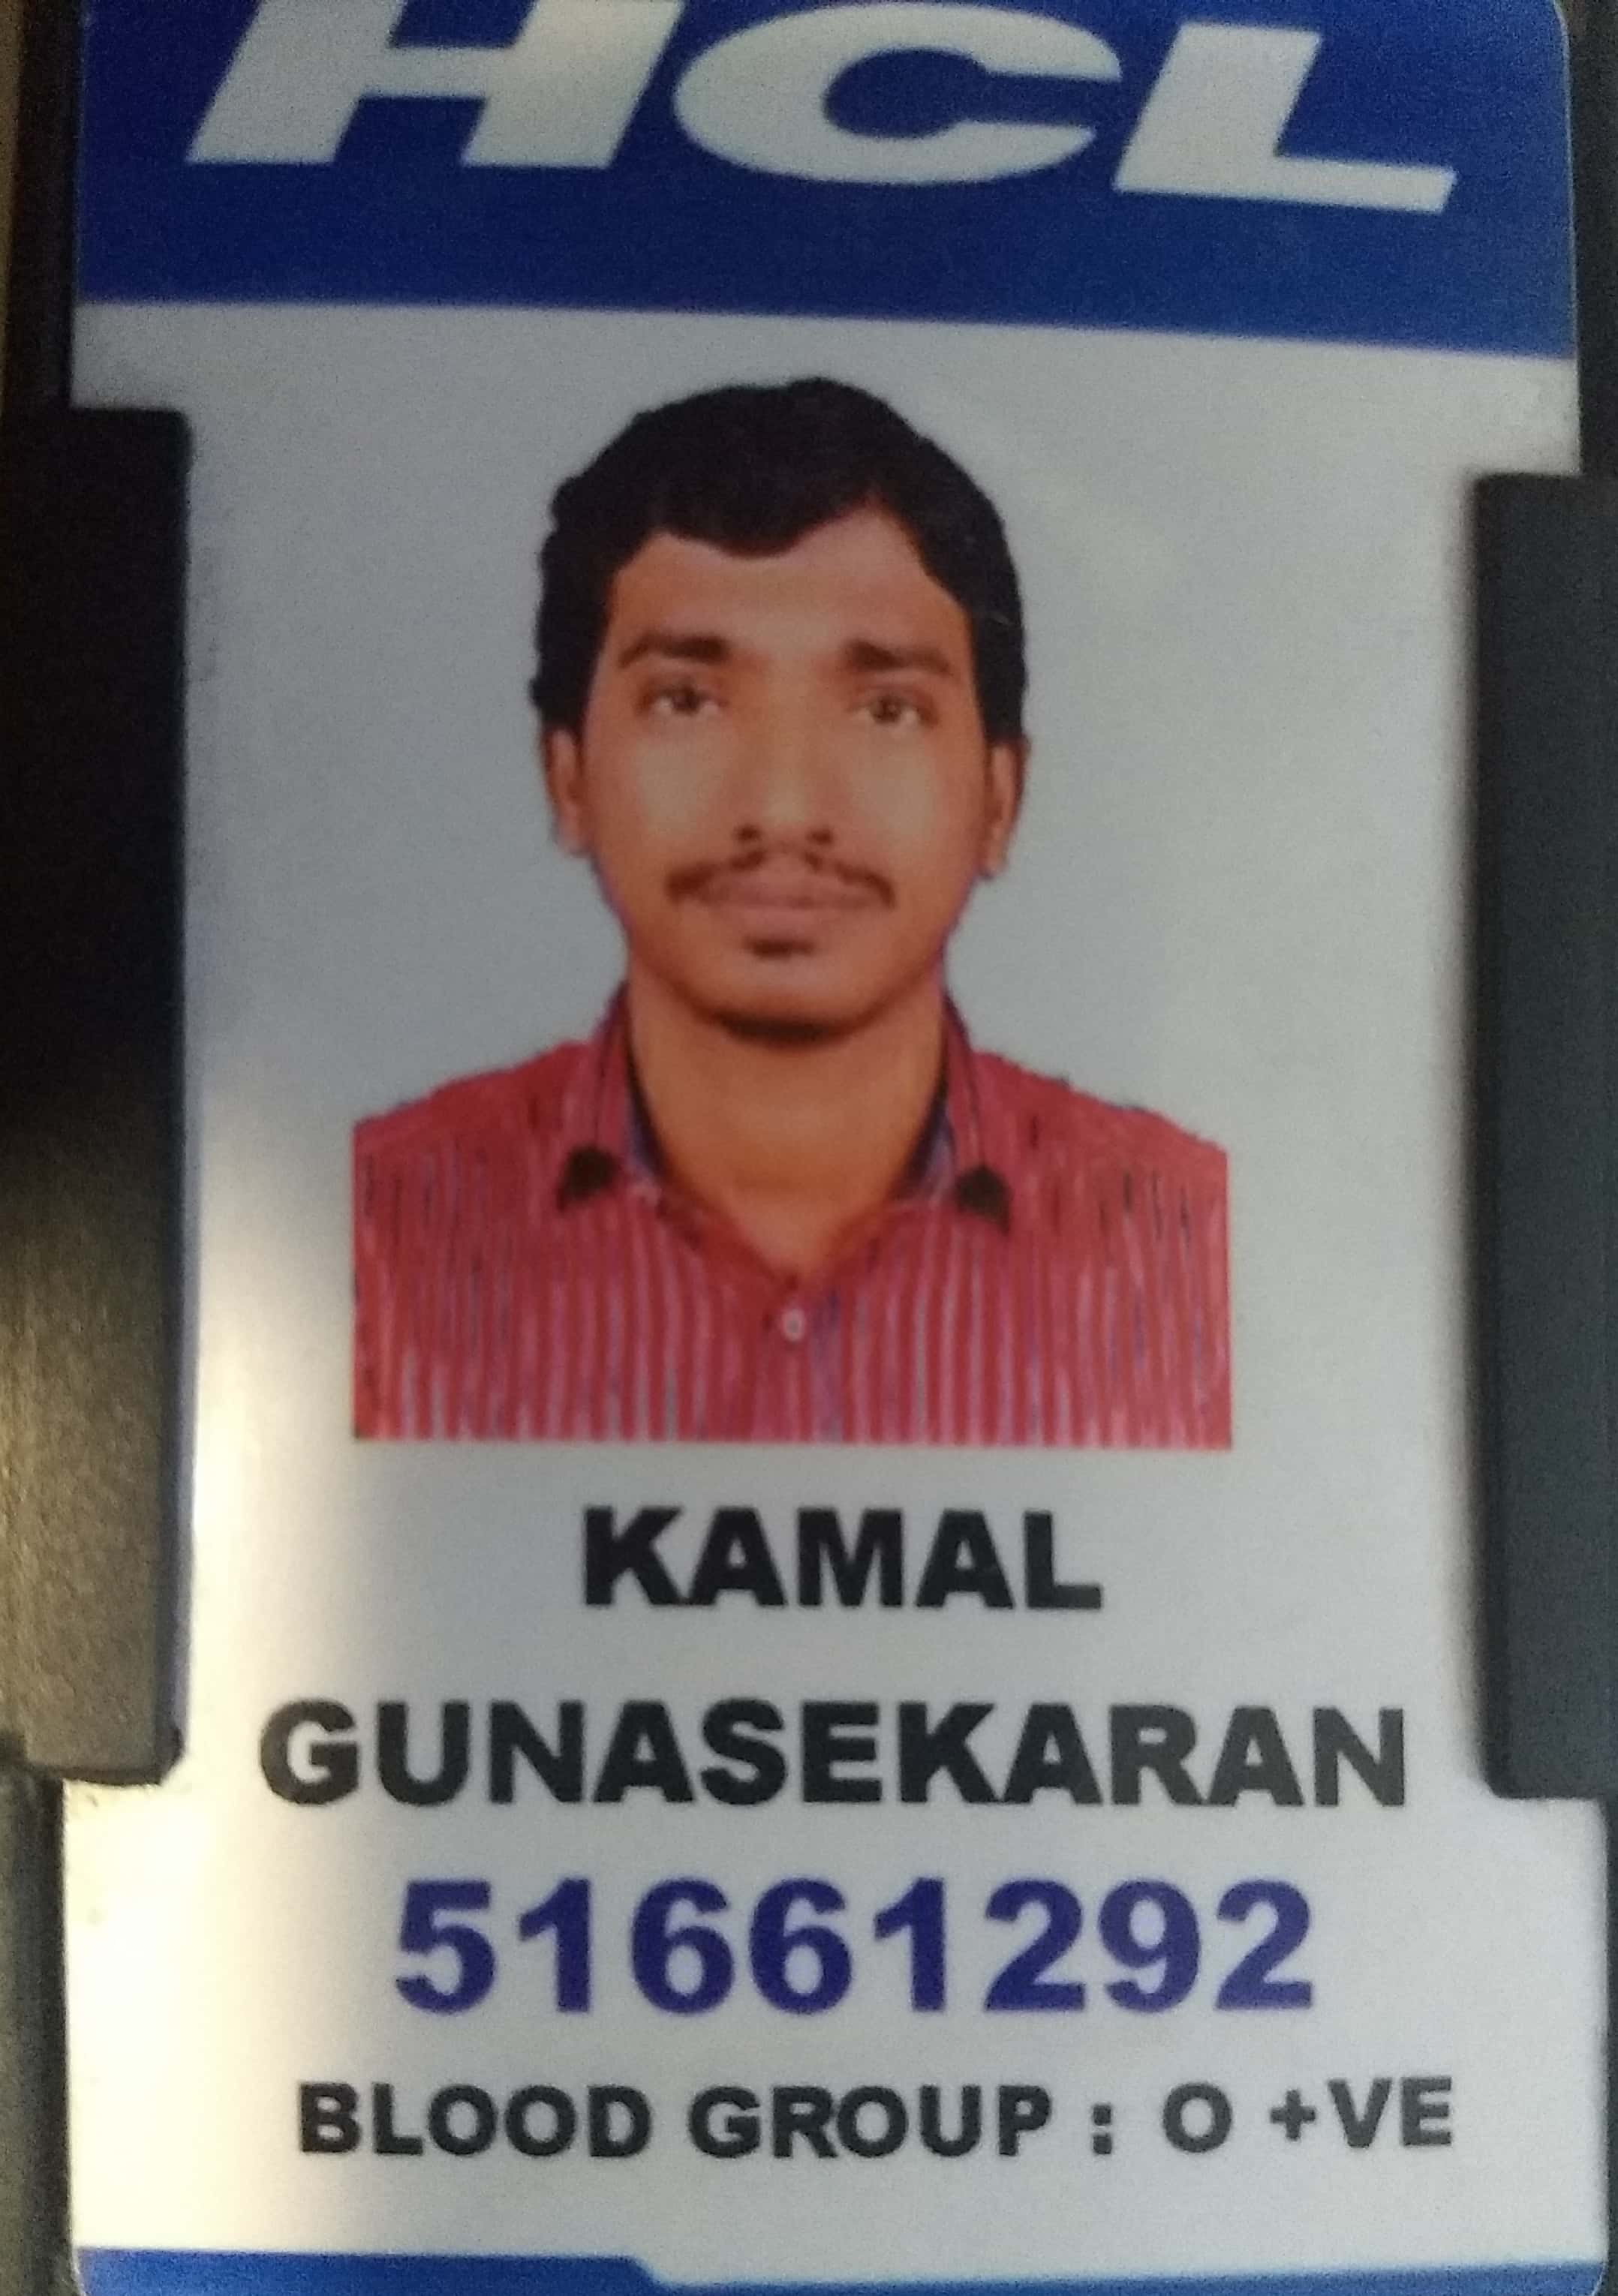 HCL
KAMAL
GUNASEKARAN
51661292
BLOOD GROUP : O +VE